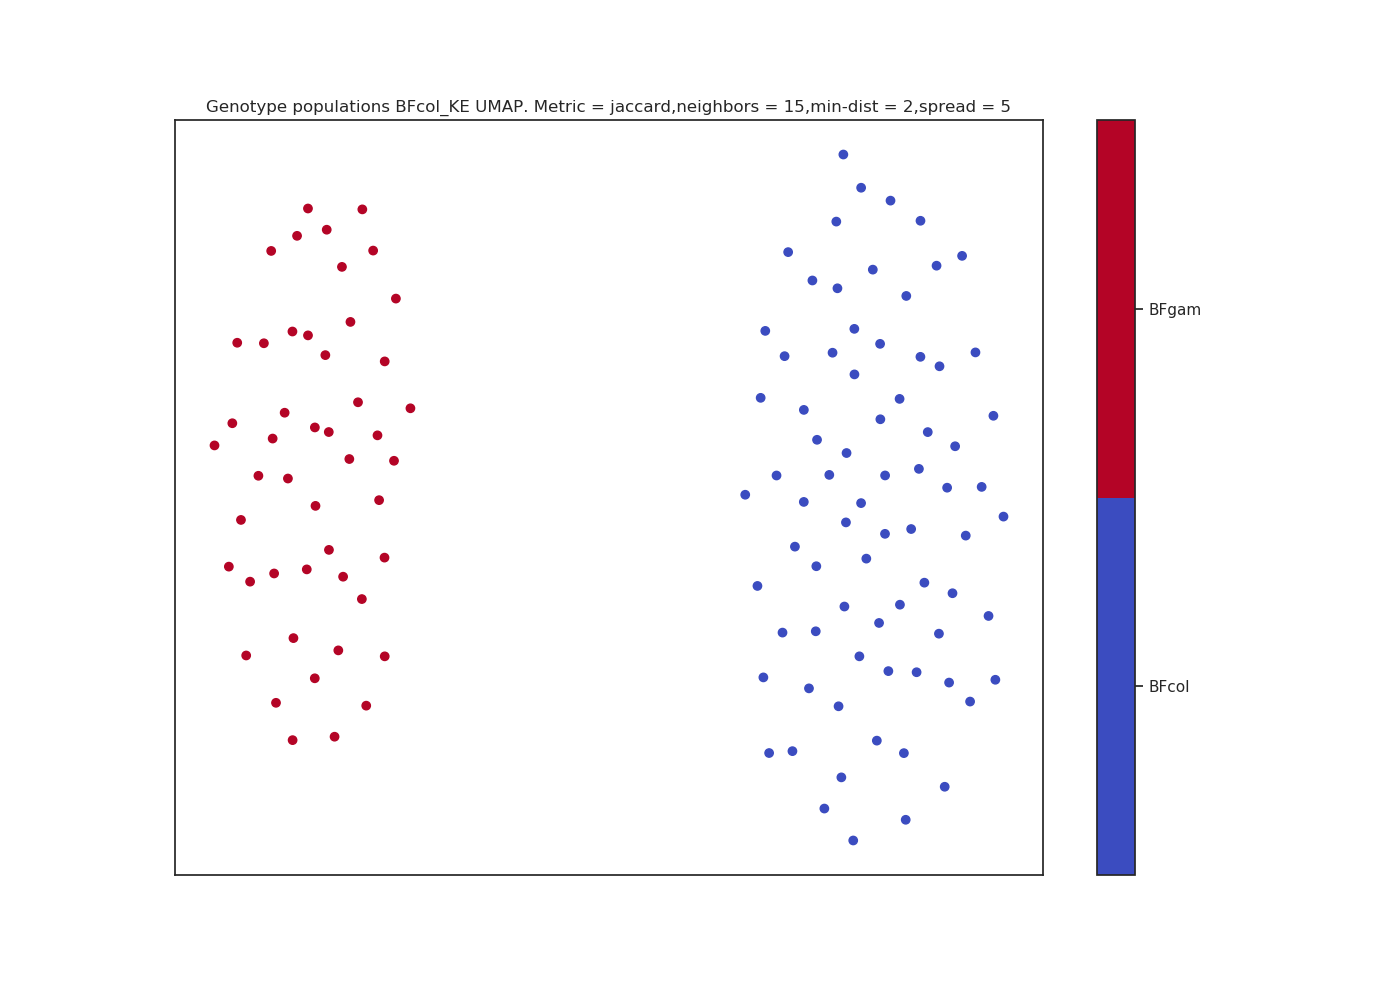 Genotype populations BFcol_KE UMAP. Metric = jaccard,neighbors = 15,min-dist = 2,spread = 5
BFgam
BFcol